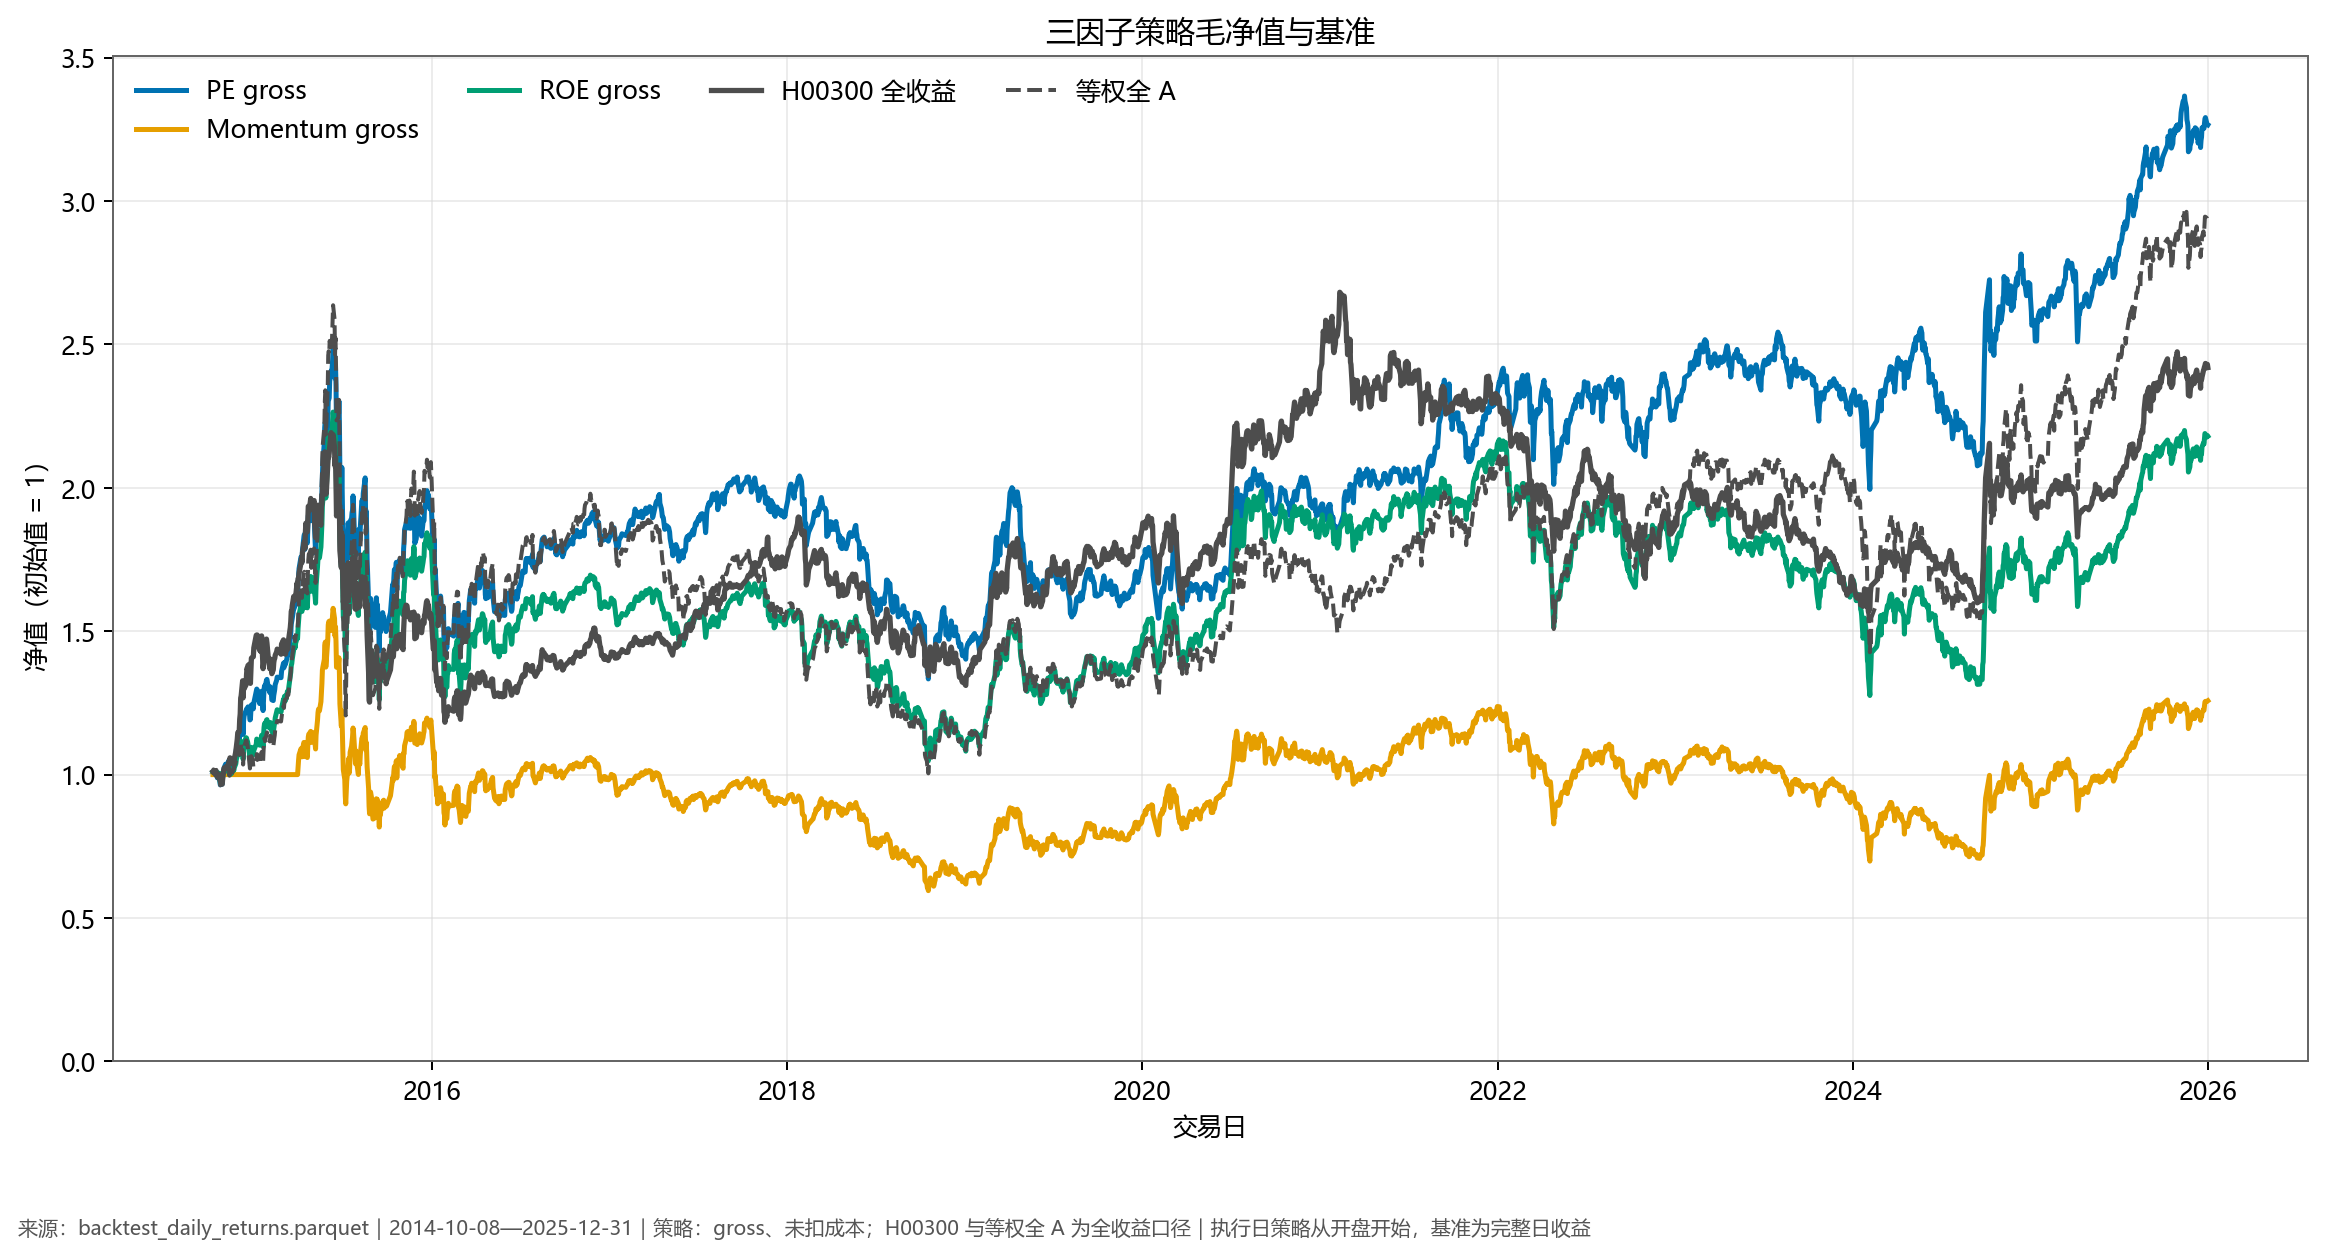 三因子策略毛净值与基准
PE gross
Momentum gross
ROE gross
H00300 全收益
等权全 A
净值（初始值 = 1）
3.5
3.0
2.5
2.0
1.5
1.0
0.5
0.0
2016
2018
2020
2022
2024
2026
交易日
来源：backtest_daily_returns.parquet | 2014-10-08—2025-12-31 | 策略：gross、未扣成本；H00300 与等权全 A 为全收益口径 | 执行日策略从开盘开始，基准为完整日收益